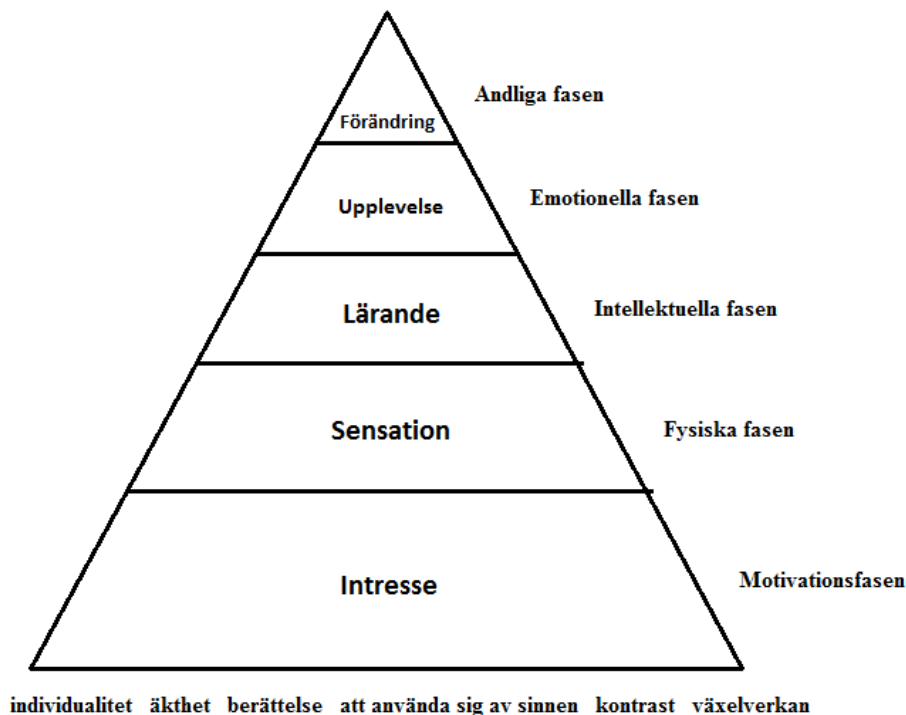 Andliga fasen
Förändring
Emotionella fasen
Upplevelse
Intellektuella fasen
Lärande
Sensation
Fysiska fasen
Motivationsfasen
Intresse
individualitet äkthet berättelse att använda sig av sinnen kontrast växelverkan